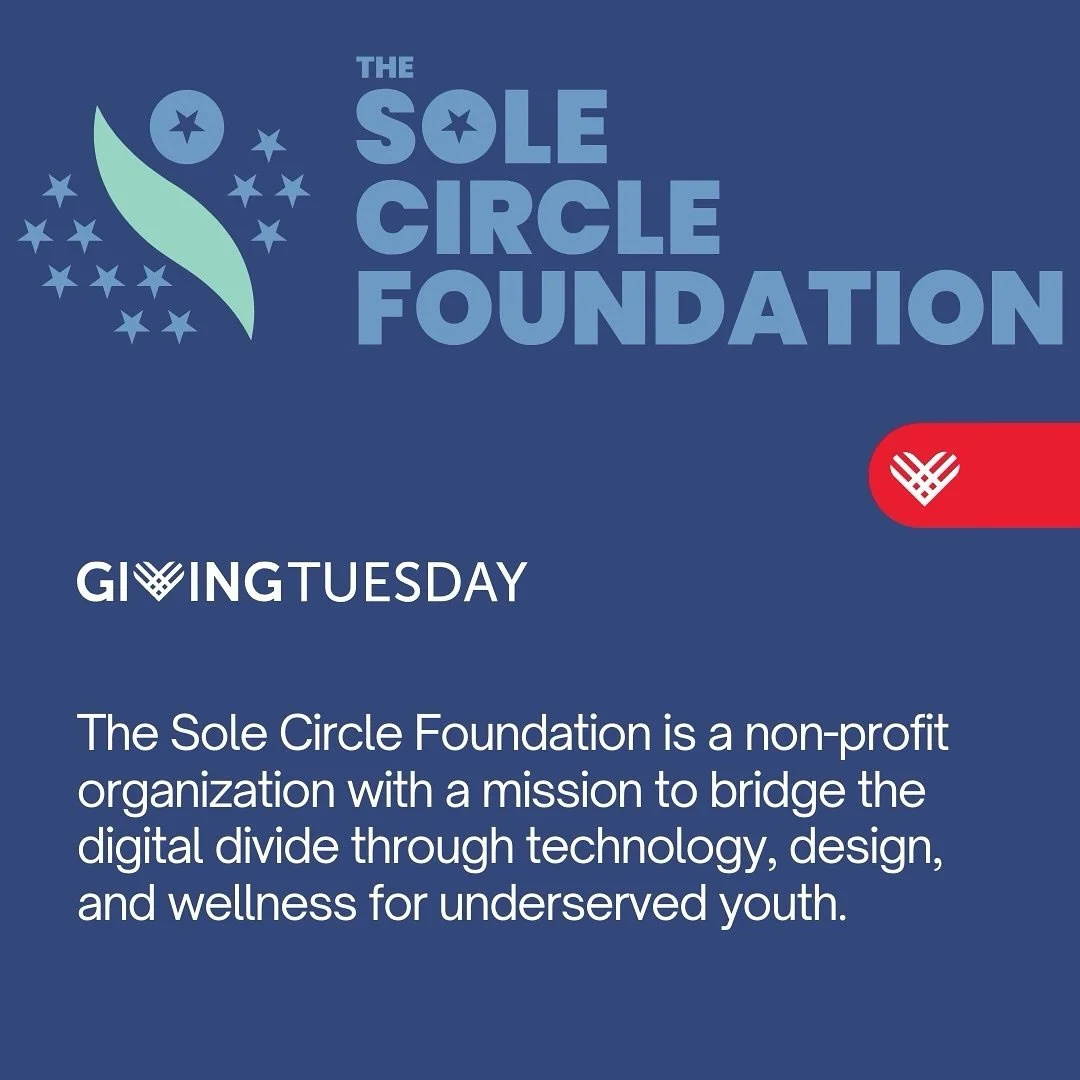 THE
SOLE
CIRCLE
FOUNDATION
GIVINGTUESDAY
The Sole Circle Foundation is a non-profit
organization with a mission to bridge the
digital divide through technology, design,
and wellness for underserved youth.